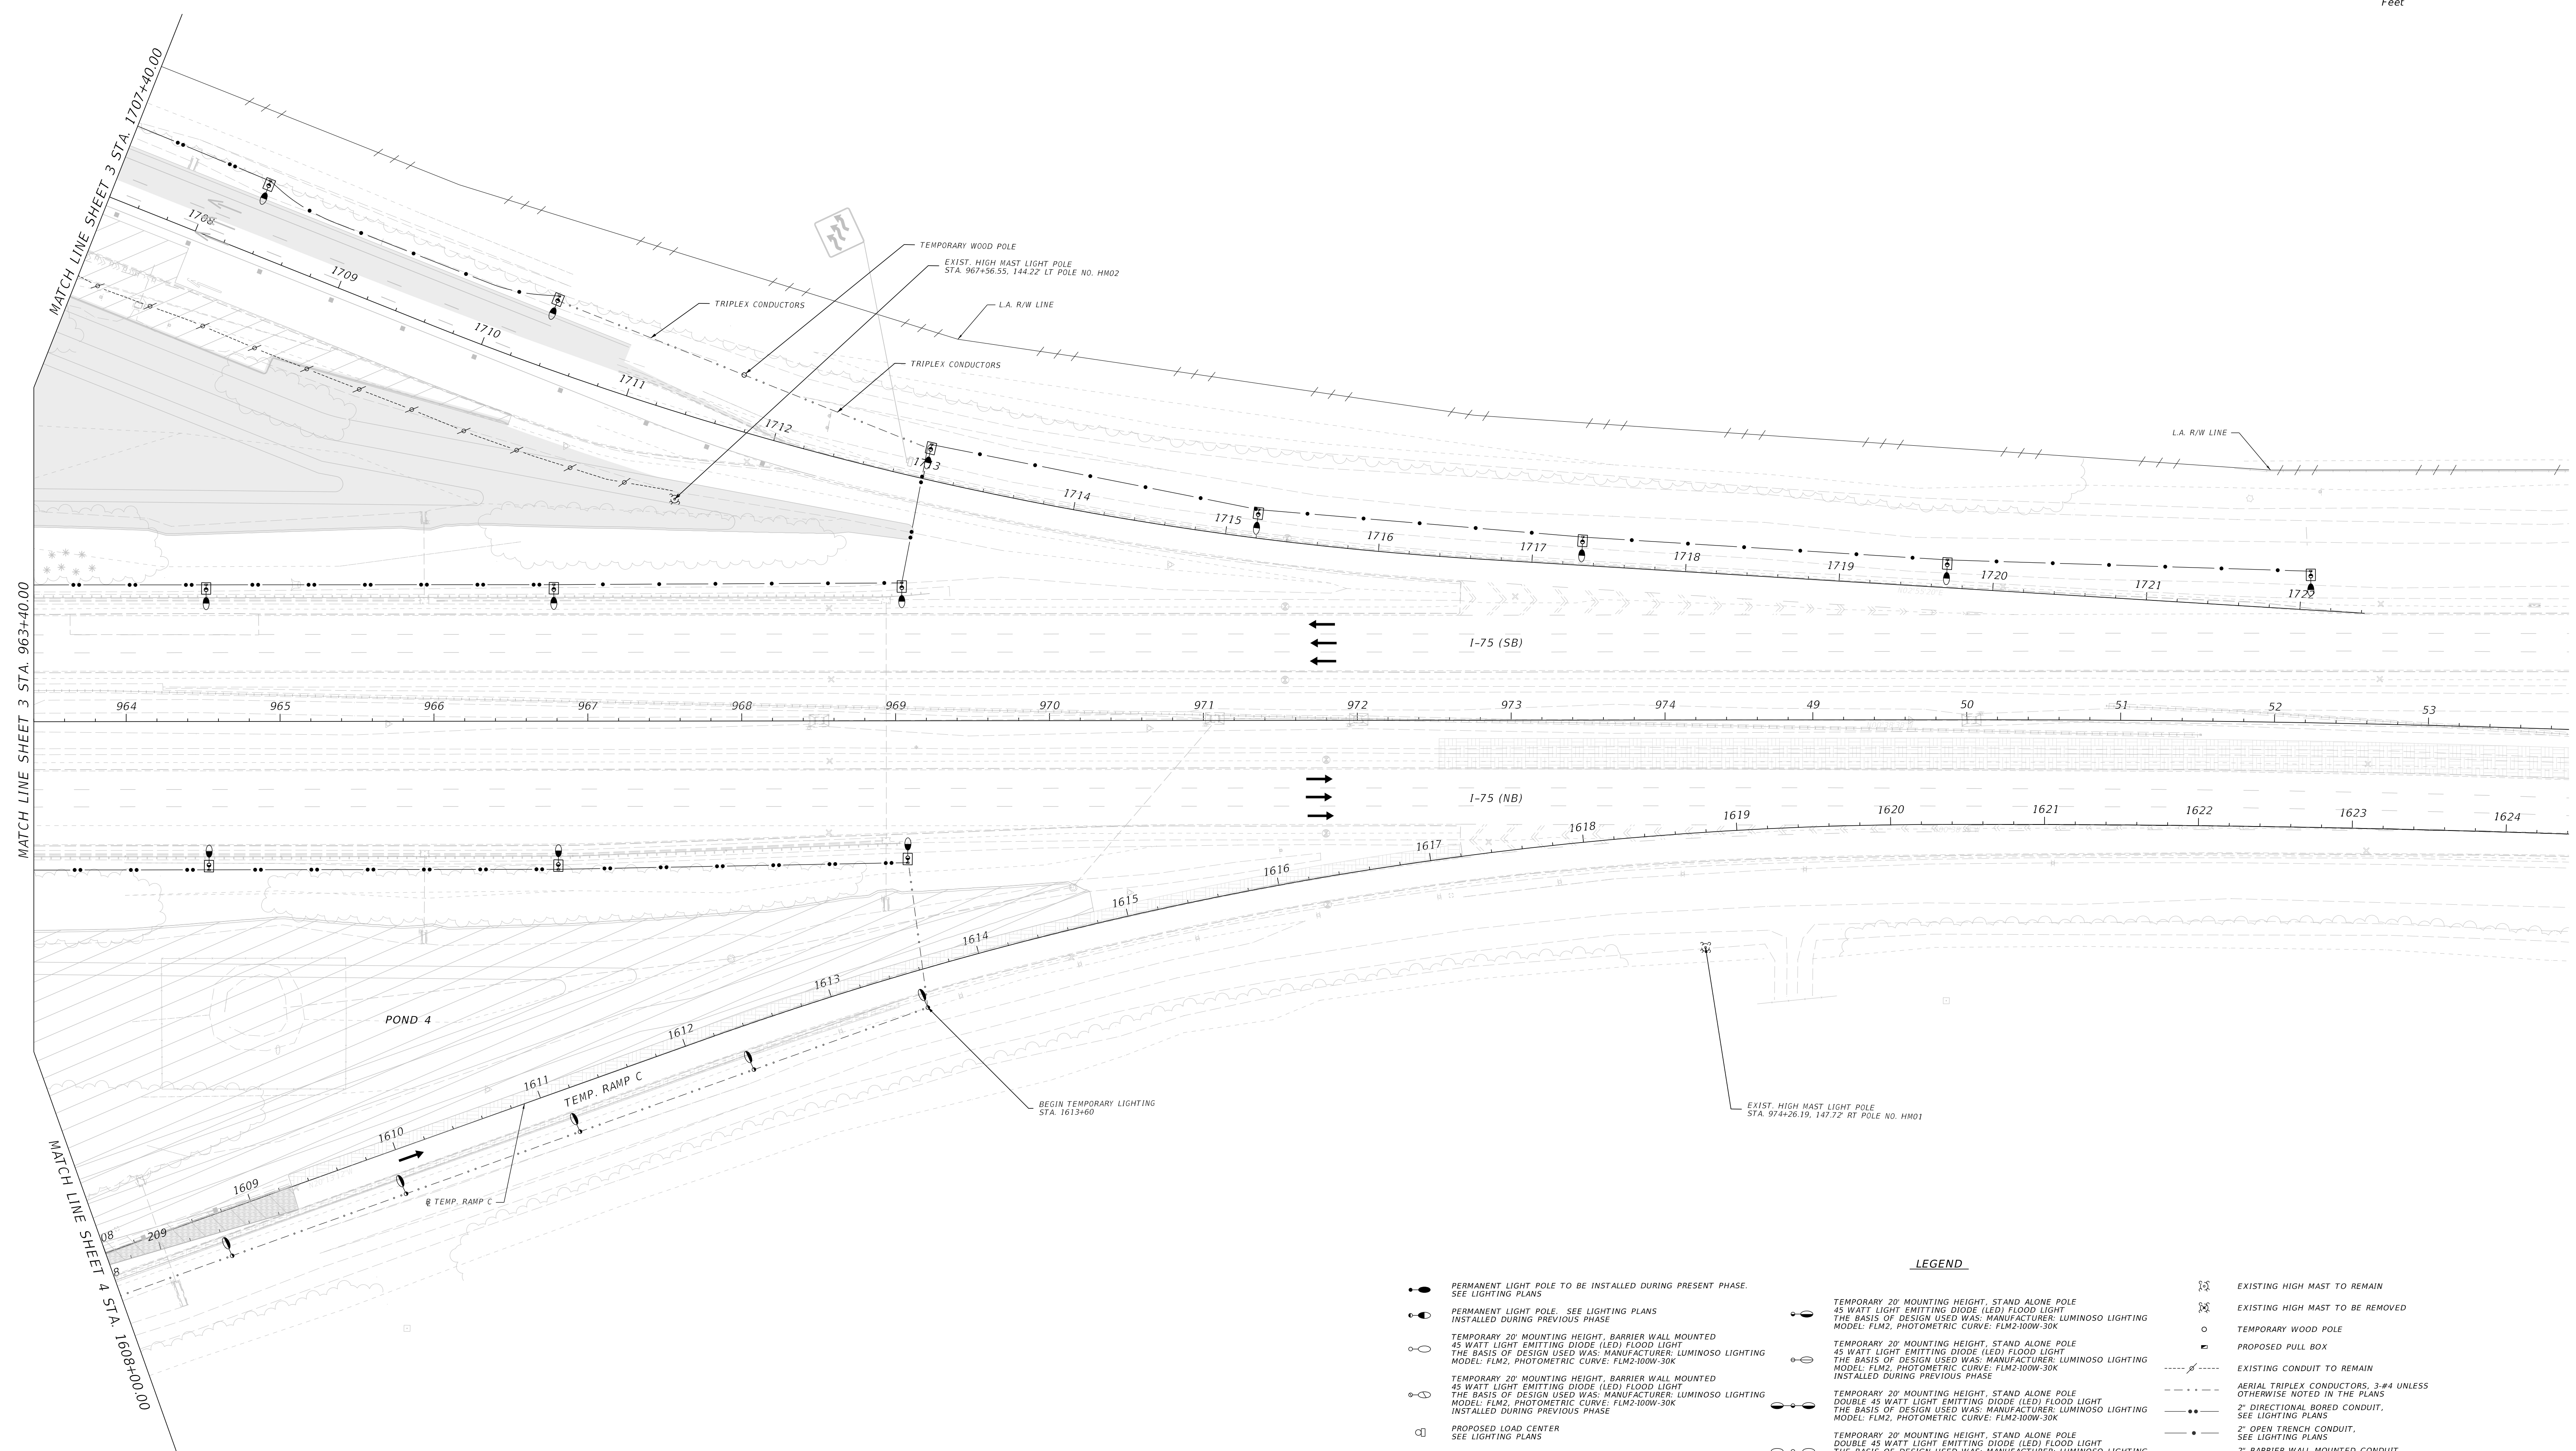 Feet
MATCH LINE SHEET 3 STA. 1707+40.00
1708
1709
1710
1711
1712
1713
1714
1715
1716
1717
1718
1719
1720
1721
1722
TEMPORARY WOOD POLE
EXIST. HIGH MAST LIGHT POLE
STA. 967+56.55, 144.22' LT POLE NO. HM02
TRIPLEX CONDUCTORS
L.A. R/W LINE
TRIPLEX CONDUCTORS
L.A. R/W LINE
MATCH LINE SHEET 3 STA. 963+40.00
I-75 (SB)
964
965
966
967
968
969
970
971
972
973
974
49
50
51
52
53
I-75 (NB)
1624
1623
1622
1621
1620
1619
1618
1617
1616
1615
1614
1613
1612
1611
1610
1609
08
209
8
POND 4
TEMP. RAMP C
℄ TEMP. RAMP C
BEGIN TEMPORARY LIGHTING
STA. 1613+60
EXIST. HIGH MAST LIGHT POLE
STA. 974+26.19, 147.72' RT POLE NO. HM01
MATCH LINE SHEET 4 STA. 1608+00.00
LEGEND
PERMANENT LIGHT POLE TO BE INSTALLED DURING PRESENT PHASE.
SEE LIGHTING PLANS
PERMANENT LIGHT POLE. SEE LIGHTING PLANS
INSTALLED DURING PREVIOUS PHASE
TEMPORARY 20' MOUNTING HEIGHT, BARRIER WALL MOUNTED
45 WATT LIGHT EMITTING DIODE (LED) FLOOD LIGHT
THE BASIS OF DESIGN USED WAS: MANUFACTURER: LUMINOSO LIGHTING
MODEL: FLM2, PHOTOMETRIC CURVE: FLM2-100W-30K
TEMPORARY 20' MOUNTING HEIGHT, BARRIER WALL MOUNTED
45 WATT LIGHT EMITTING DIODE (LED) FLOOD LIGHT
THE BASIS OF DESIGN USED WAS: MANUFACTURER: LUMINOSO LIGHTING
MODEL: FLM2, PHOTOMETRIC CURVE: FLM2-100W-30K
INSTALLED DURING PREVIOUS PHASE
PROPOSED LOAD CENTER
SEE LIGHTING PLANS
TEMPORARY 20' MOUNTING HEIGHT, STAND ALONE POLE
45 WATT LIGHT EMITTING DIODE (LED) FLOOD LIGHT
THE BASIS OF DESIGN USED WAS: MANUFACTURER: LUMINOSO LIGHTING
MODEL: FLM2, PHOTOMETRIC CURVE: FLM2-100W-30K
TEMPORARY 20' MOUNTING HEIGHT, STAND ALONE POLE
45 WATT LIGHT EMITTING DIODE (LED) FLOOD LIGHT
THE BASIS OF DESIGN USED WAS: MANUFACTURER: LUMINOSO LIGHTING
MODEL: FLM2, PHOTOMETRIC CURVE: FLM2-100W-30K
INSTALLED DURING PREVIOUS PHASE
TEMPORARY 20' MOUNTING HEIGHT, STAND ALONE POLE
DOUBLE 45 WATT LIGHT EMITTING DIODE (LED) FLOOD LIGHT
THE BASIS OF DESIGN USED WAS: MANUFACTURER: LUMINOSO LIGHTING
MODEL: FLM2, PHOTOMETRIC CURVE: FLM2-100W-30K
TEMPORARY 20' MOUNTING HEIGHT, STAND ALONE POLE
DOUBLE 45 WATT LIGHT EMITTING DIODE (LED) FLOOD LIGHT
THE BASIS OF DESIGN USED WAS: MANUFACTURER: LUMINOSO LIGHTING
EXISTING HIGH MAST TO REMAIN
EXISTING HIGH MAST TO BE REMOVED
TEMPORARY WOOD POLE
PROPOSED PULL BOX
EXISTING CONDUIT TO REMAIN
AERIAL TRIPLEX CONDUCTORS, 3-#4 UNLESS
OTHERWISE NOTED IN THE PLANS
2" DIRECTIONAL BORED CONDUIT,
SEE LIGHTING PLANS
2" OPEN TRENCH CONDUIT,
SEE LIGHTING PLANS
2" BARRIER WALL MOUNTED CONDUIT